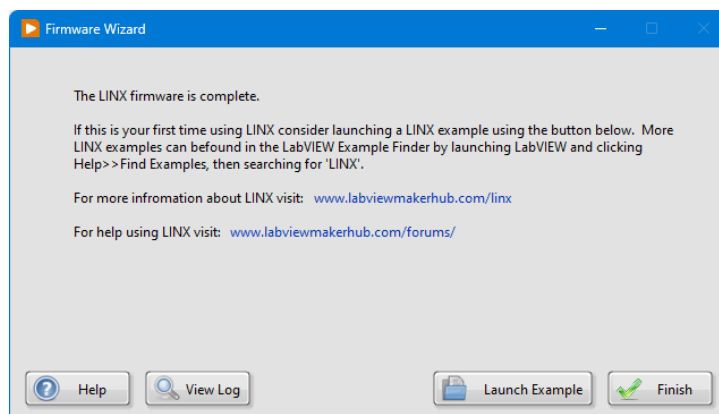 Firmware Wizard
The LINX firmware is complete.
If this is your first time using LINX consider launching a LINX example using the button below.  More
LINX examples can befound in the LabVIEW Example Finder by launching LabVIEW and clicking
Help>>Find Examples, then searching for 'LINX'.
For more infromation about LINX visit:  www.labviewmakerhub.com/linx
For help using LINX visit:  www.labviewmakerhub.com/forums/
Help View Log Launch Example Finish